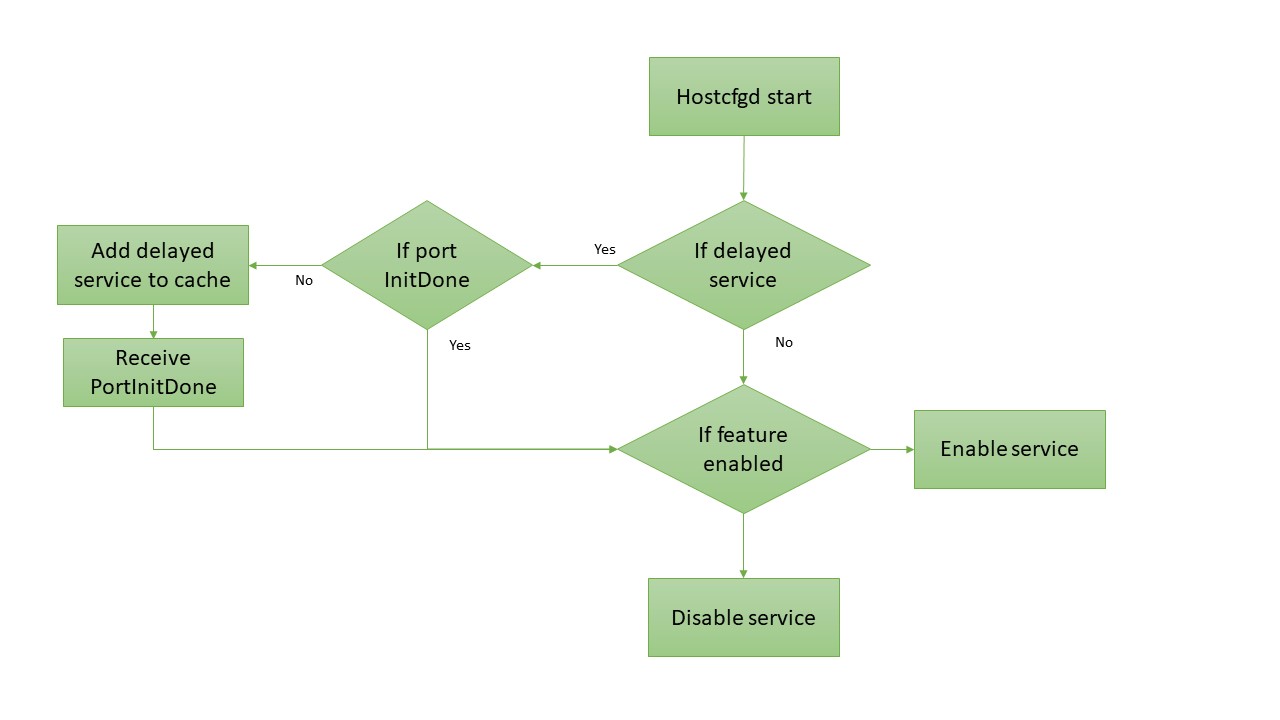 Hostcfgd start
If delayed
service
Yes
No
If port
InitDone
No
Yes
Add delayed
service to cache
Receive
PortInitDone
If feature
enabled
Enable service
Disable service